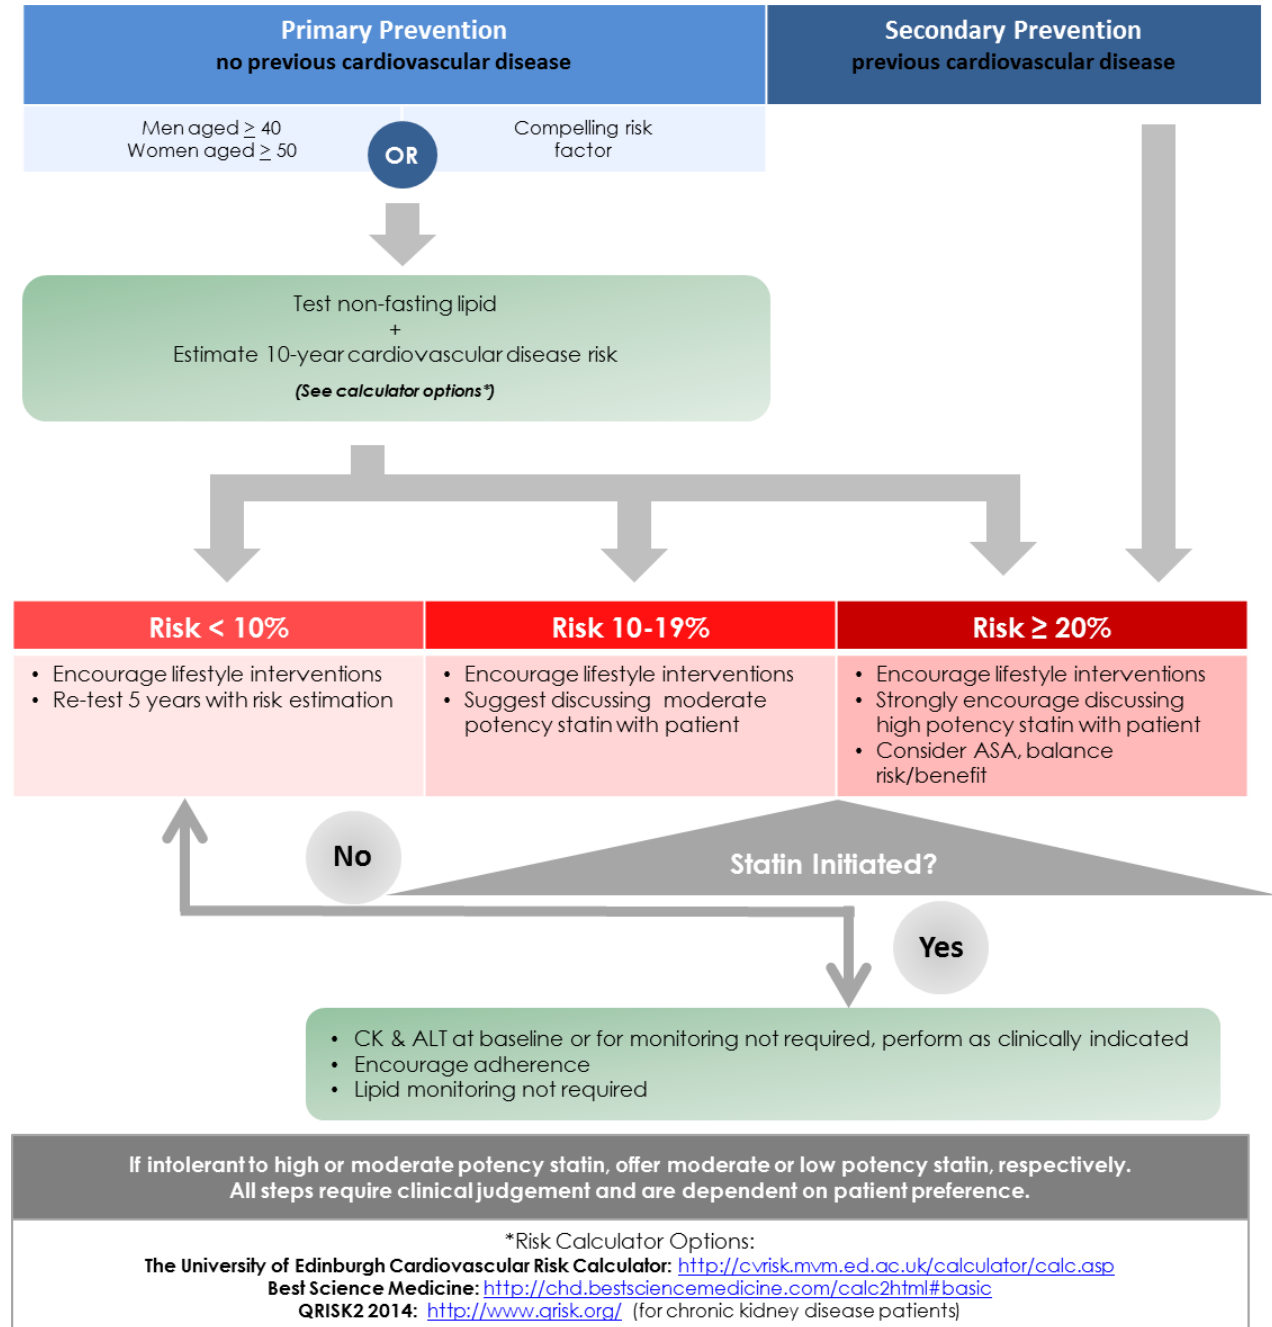 Primary Prevention
no previous cardiovascular disease
Secondary Prevention
previous cardiovascular disease
Men aged ≥ 40
Women aged ≥ 50
OR
Compelling risk
factor
Test non-fasting lipid
+
Estimate 10-year cardiovascular disease risk
(See calculator options*)
Risk < 10%
• Encourage lifestyle interventions
• Re-test 5 years with risk estimation
Risk 10-19%
• Encourage lifestyle interventions
• Suggest discussing moderate
potency statin with patient
Risk ≥ 20%
• Encourage lifestyle interventions
• Strongly encourage discussing
high potency statin with patient
• Consider ASA, balance
risk/benefit
No
Statin Initiated?
Yes
• CK & ALT at baseline or for monitoring not required, perform as clinically indicated
• Encourage adherence
• Lipid monitoring not required
If intolerant to high or moderate potency statin, offer moderate or low potency statin, respectively.
All steps require clinical judgement and are dependent on patient preference.
*Risk Calculator Options:
The University of Edinburgh Cardiovascular Risk Calculator: http://cvrisk.mvm.ed.ac.uk/calculator/calc.asp
Best Science Medicine: http://chd.bestsciencemedicine.com/calc2html#basic
QRISK2 2014: http://www.qrisk.org/ (for chronic kidney disease patients)